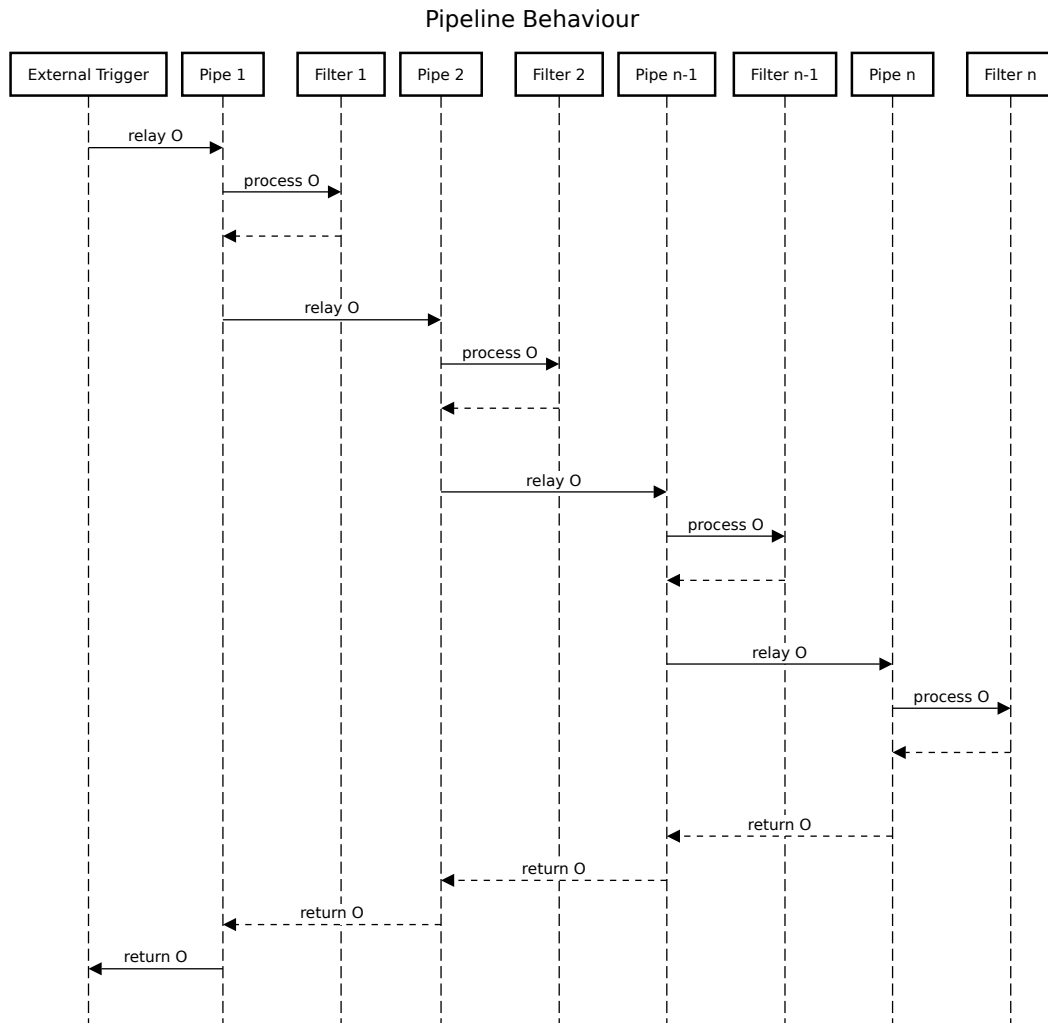 Pipeline Behaviour
External Trigger
Pipe 1
Filter 1
Pipe 2
Filter 2
Pipe n-1
Filter n-1
Pipe n
Filter n
relay O
process O
relay O
process O
relay O
process O
relay O
process O
return O
return O
return O
return O